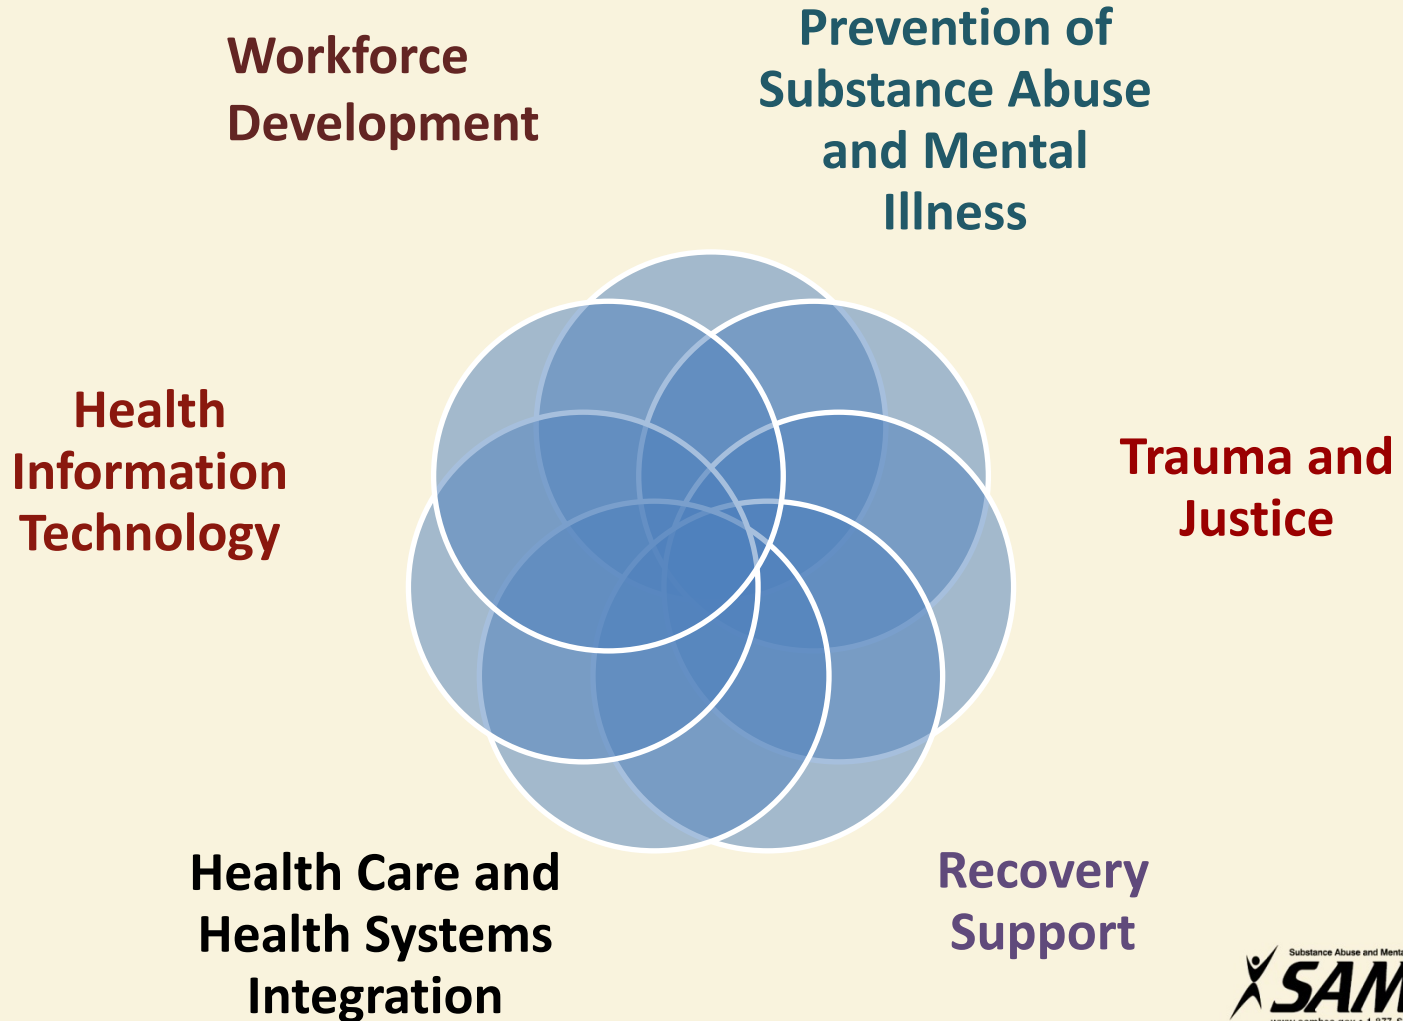 Workforce
Development
Prevention of
Substance Abuse
and Mental
Illness
Health
Information
Technology
Trauma and
Justice
Health Care and
Health Systems
Integration
Recovery
Support
Substance Abuse and
SAM